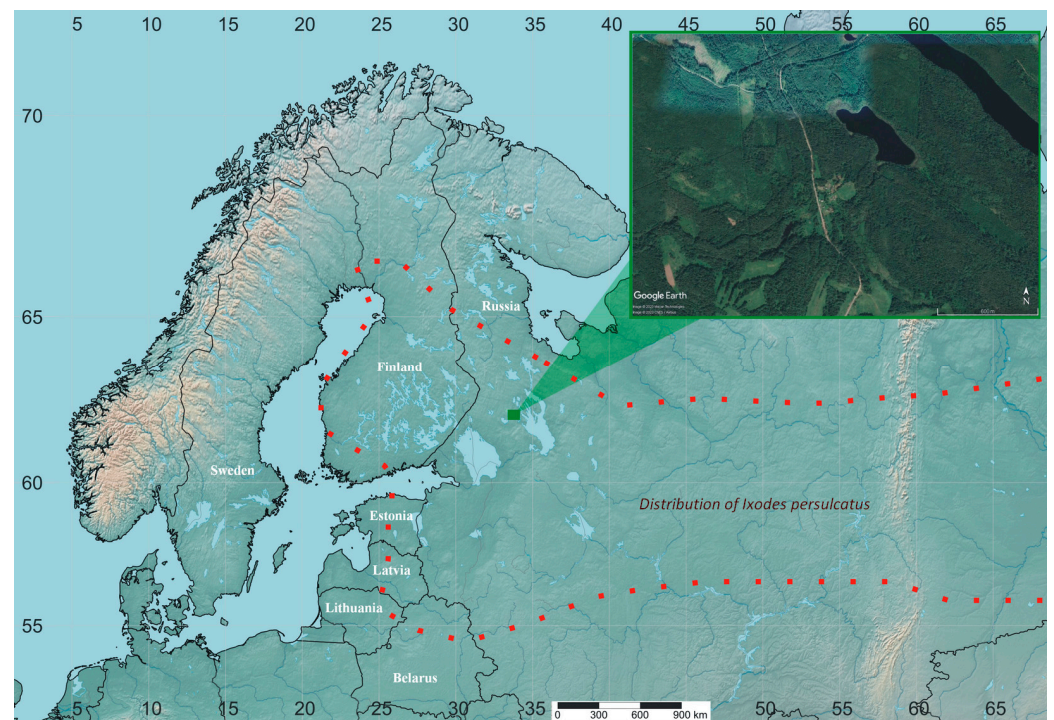 5 10 15 20 25 30 35 40 45 50 55 60 65
70
65
60
55
Google Earth
N
600 m
Russia
Finland
Sweden
Distribution of Ixodes persulcatus
Estonia
Latvia
Lithuania
Belarus
0 300 600 900 km
5 10 15 20 25 30 35 40 45 50 55 60 65